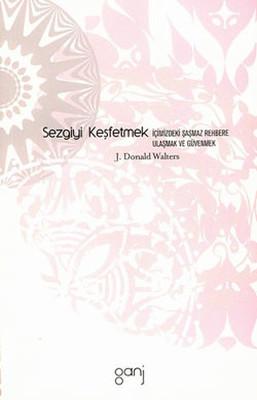 Sezgiyi Keşfetmek İÇİMİZDEKİ ŞAŞMAZ REHBERE
ULAŞMAK VE GÜVENMEK
J. Donald Walters
ganj